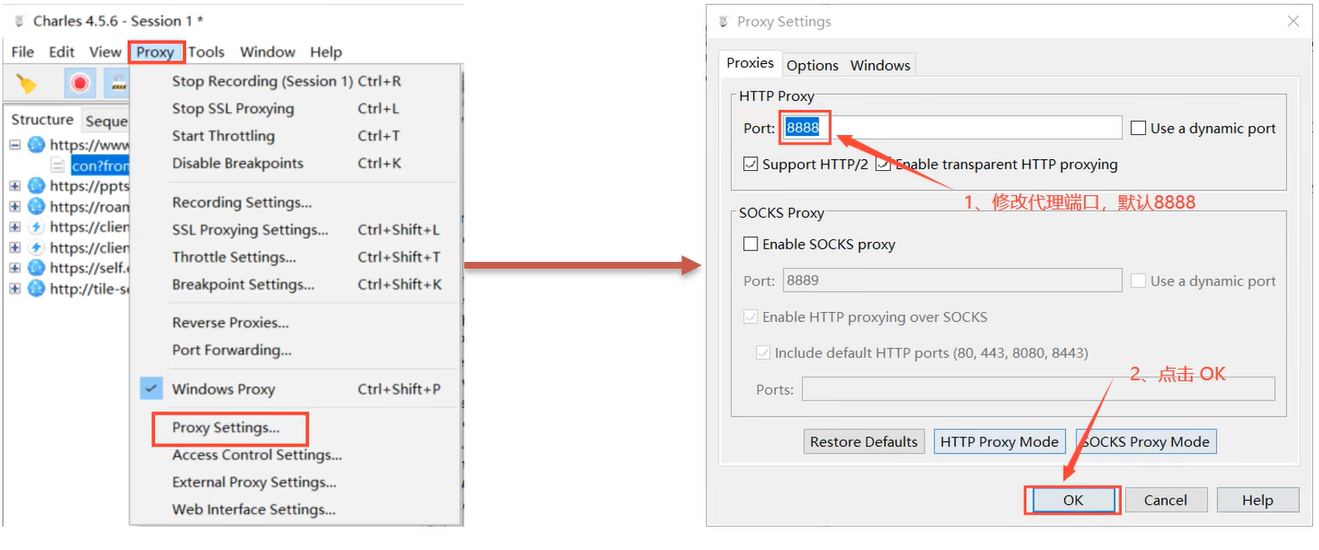 Charles 4.5.6 - Session 1 *
File Edit View Proxy Tools Window Help
Structure Seque
https://www
con?fron
https://ppts
https://roam
https://clien
https://clien
https://self.e
http://tile-se
Stop Recording (Session 1) Ctrl+R
Stop SSL Proxying Ctrl+L
Start Throttling Ctrl+T
Disable Breakpoints Ctrl+K
Recording Settings...
SSL Proxying Settings... Ctrl+Shift+L
Throttle Settings... Ctrl+Shift+T
Breakpoint Settings... Ctrl+Shift+K
Reverse Proxies...
Port Forwarding...
Windows Proxy Ctrl+Shift+P
Proxy Settings...
Access Control Settings...
External Proxy Settings...
Web Interface Settings...
Proxy Settings
Proxies Options Windows
HTTP Proxy
Port: 8888 Use a dynamic port
Support HTTP/2 Enable transparent HTTP proxying
1、修改代理端口，默认8888
SOCKS Proxy
Enable SOCKS proxy
Port: 8889 Use a dynamic port
Enable HTTP proxying over SOCKS
Include default HTTP ports (80, 443, 8080, 8443)
2、点击 OK
Ports:
Restore Defaults HTTP Proxy Mode SOCKS Proxy Mode
OK Cancel Help